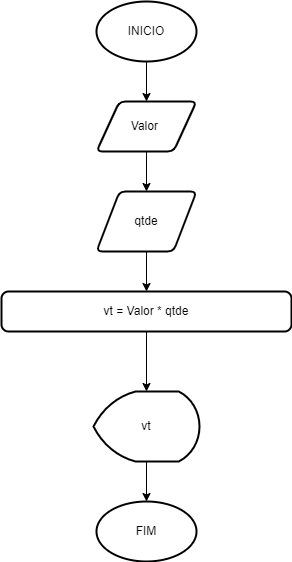 INICIO
Valor
qtde
vt = Valor * qtde
vt
FIM